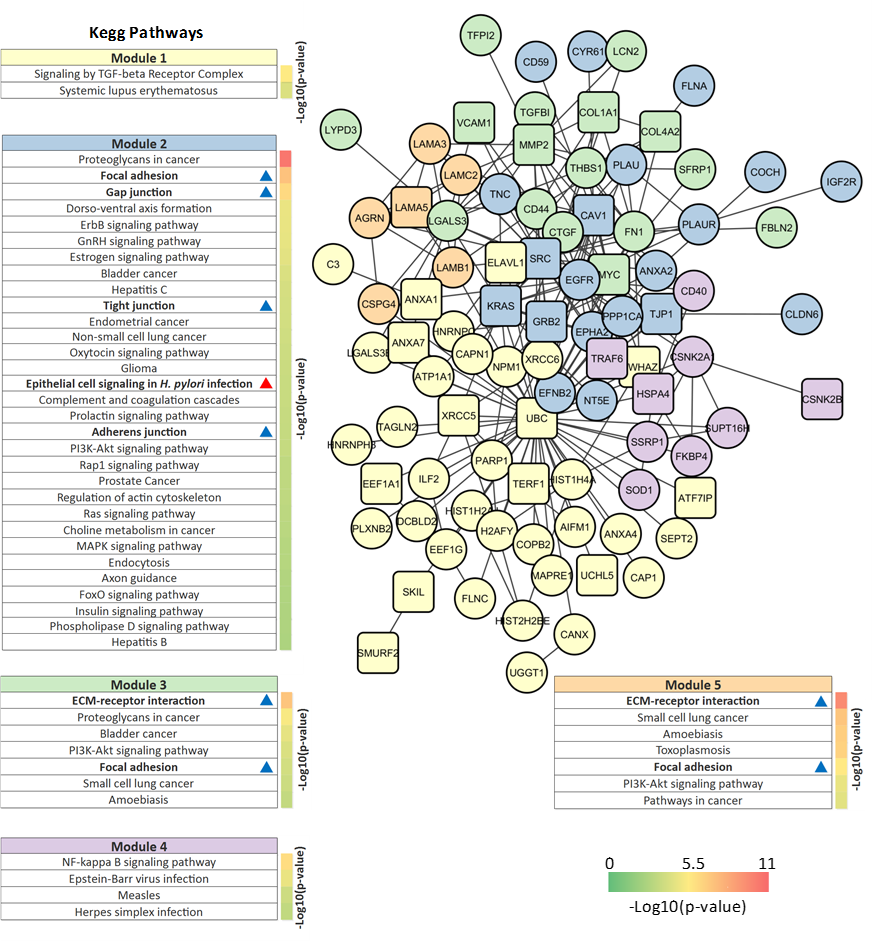 Kegg Pathways
Module 1
Signaling by TGF-beta Receptor Complex
Systemic lupus erythematosus
-Log10(p-value)
Module 2
Proteoglycans in cancer
Focal adhesion
Gap junction
Dorso-ventral axis formation
ErbB signaling pathway
GnRH signaling pathway
Estrogen signaling pathway
Bladder cancer
Hepatitis C
Tight junction
Endometrial cancer
Non-small cell lung cancer
Oxytocin signaling pathway
Glioma
Epithelial cell signaling in H. pylori infection
Complement and coagulation cascades
Prolactin signaling pathway
Adherens junction
PI3K-Akt signaling pathway
Rap1 signaling pathway
Prostate Cancer
Regulation of actin cytoskeleton
Ras signaling pathway
Choline metabolism in cancer
MAPK signaling pathway
Endocytosis
Axon guidance
FoxO signaling pathway
Insulin signaling pathway
Phospholipase D signaling pathway
Hepatitis B
-Log10(p-value)
Module 3
ECM-receptor interaction
Proteoglycans in cancer
Bladder cancer
PI3K-Akt signaling pathway
Focal adhesion
Small cell lung cancer
Amoebiasis
-Log10(p-value)
Module 4
NF-kappa B signaling pathway
Epstein-Barr virus infection
Measles
Herpes simplex infection
-Log10(p-value)
TFPI2
CD59
CYR61
LCN2
FLNA
LYPD3
VCAM1
TGFBI
COL1A1
COL4A2
LAMA3
MMP2
LAMC2
THBS1
PLAU
SFRP1
COCH
IGF2R
TNC
LAMA5
CD44
CAV1
AGRN
LGALS3
CTGF
FN1
PLAUR
FBLN2
C3
LAMB1
ELAVL1
SRC
EGFR
MYC
ANXA2
CD40
CSPG4
ANXA1
KRAS
GRB2
EPHA2
PPP1CA
TJP1
CLDN6
HNRNPC
ANXA7
CAPN1
NPM1
XRCC6
TRAF6
WHAZ
CSNK2A1
ATP1A1
EFNB2
NT5E
HSPA4
CSNK2B
XRCC5
UBC
TAGLN2
SSRP1
SUPT16H
FKBP4
PARP1
EEF1A1
ILF2
TERF1
HIST1H4A
SOD1
ATF7IP
PLXNB2
DCBLD2
H2AFY
AIFM1
ANXA4
SEPT2
EEF1G
COPB2
MAPRE1
UCHL5
CAP1
SKIL
FLNC
HIST2H2BE
CANX
SMURF2
UGGT1
Module 5
ECM-receptor interaction
Small cell lung cancer
Amoebiasis
Toxoplasmosis
Focal adhesion
PI3K-Akt signaling pathway
Pathways in cancer
-Log10(p-value)
0 5.5 11
-Log10(p-value)